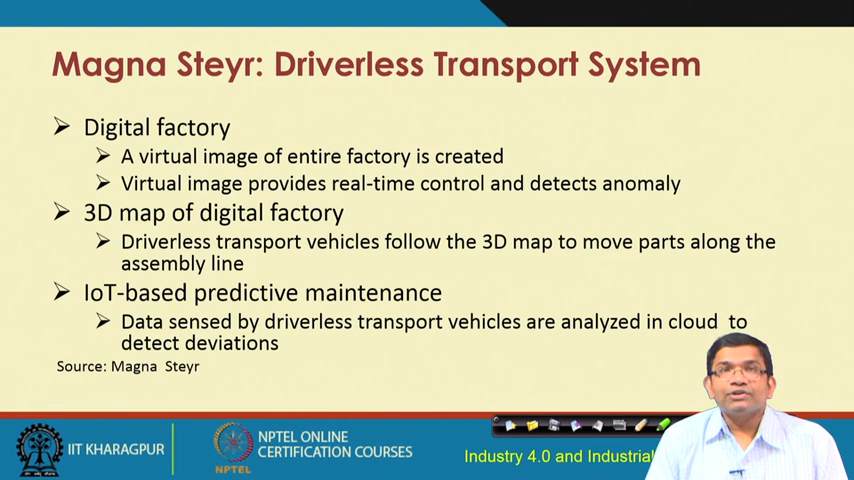 Magna Steyr: Driverless Transport System
Digital factory
A virtual image of entire factory is created
Virtual image provides real-time control and detects anomaly
3D map of digital factory
Driverless transport vehicles follow the 3D map to move parts along the
assembly line
IoT-based predictive maintenance
Data sensed by driverless transport vehicles are analyzed in cloud to
detect deviations
Source: Magna Steyr
IIT KHARAGPUR
NPTEL
NPTEL ONLINE
CERTIFICATION COURSES
Industry 4.0 and Industrial